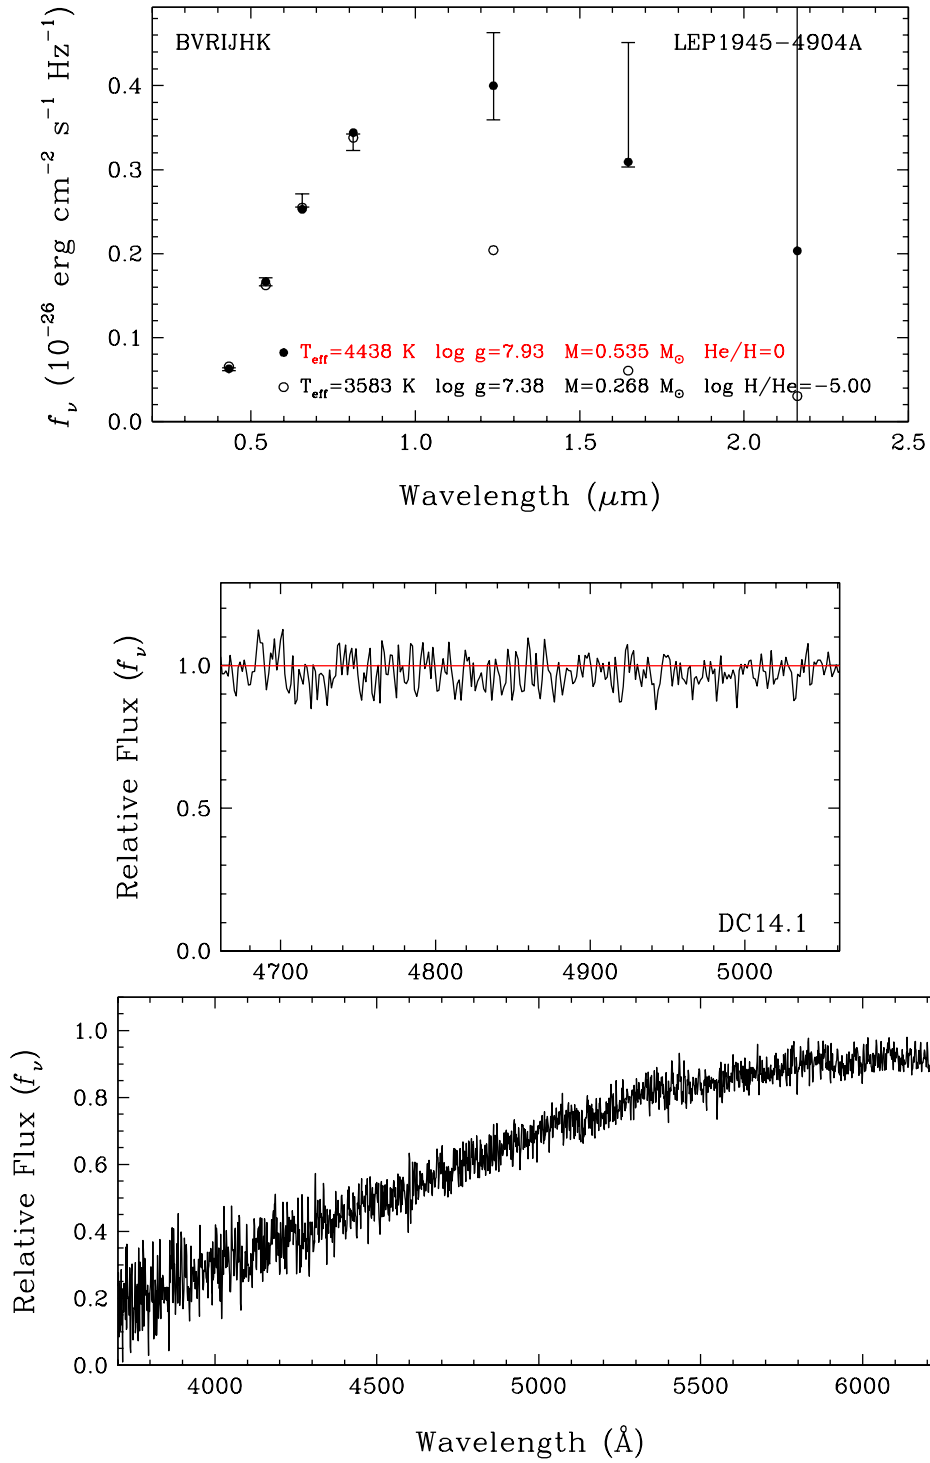 BVRIJHK LEP1945−4904A
f_ν (10^−26 erg cm^−2 s^−1 Hz^−1)
0.4
0.3
0.2
0.1
0.0
T_eff=4438 K log g=7.93 M=0.535 M_⊙ He/H=0
T_eff=3583 K log g=7.38 M=0.268 M_⊙ log H/He=−5.00
0.5 1.0 1.5 2.0 2.5
Wavelength (μm)
Relative Flux (f_ν)
1.0
0.5
0.0
DC14.1
4700 4800 4900 5000
Relative Flux (f_ν)
1.0
0.8
0.6
0.4
0.2
0.0
4000 4500 5000 5500 6000
Wavelength (Å)